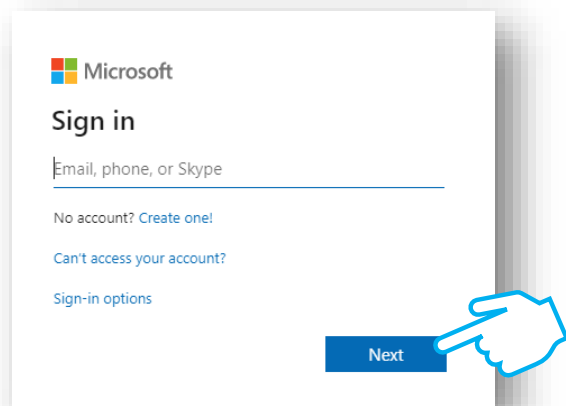 Microsoft
Sign in
Email, phone, or Skype
No account? Create one!
Can't access your account?
Sign-in options
Next